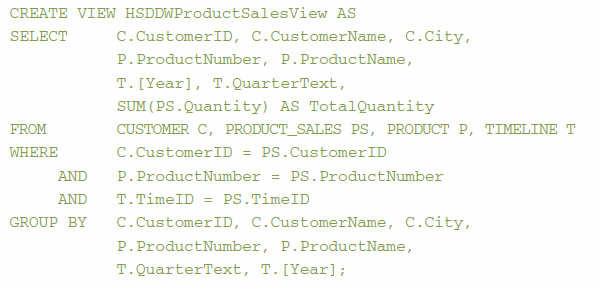 CREATE VIEW HSDDWProductSalesView AS
SELECT C.CustomerID, C.CustomerName, C.City,
P.ProductNumber, P.ProductName,
T.[Year], T.QuarterText,
SUM(PS.Quantity) AS TotalQuantity
FROM CUSTOMER C, PRODUCT_SALES PS, PRODUCT P, TIMELINE T
WHERE C.CustomerID = PS.CustomerID
AND P.ProductNumber = PS.ProductNumber
AND T.TimeID = PS.TimeID
GROUP BY C.CustomerID, C.CustomerName, C.City,
P.ProductNumber, P.ProductName,
T.QuarterText, T.[Year];